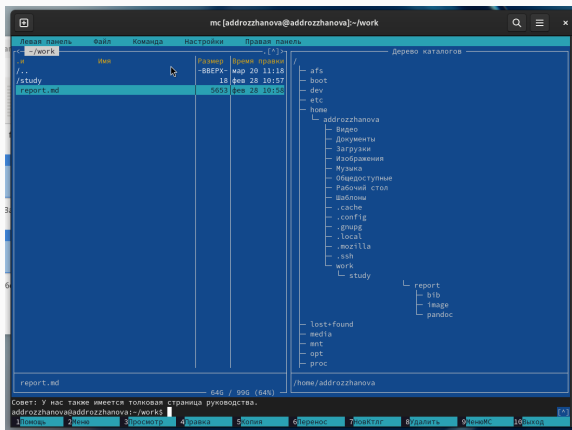 mc [addrozzhanova@addrozzhanova]:~/work
Левая панель Файл Команда Настройки Правая панель
~/work .[^]>
.и Имя Размер Время правки
/.. -ВВЕРХ- мар 20 11:18
/study 18 фев 28 10:57
report.md 5653 фев 28 10:58
report.md
64G / 99G (64%)
Дерево каталогов
/
afs
boot
dev
etc
home
addrozzhanova
Видео
Документы
Загрузки
Изображения
Музыка
Общедоступные
Рабочий стол
Шаблоны
.cache
.config
.gnupg
.local
.mozilla
.ssh
work
study
report
bib
image
pandoc
lost+found
media
mnt
opt
proc
/home/addrozzhanova
Совет: У нас также имеется толковая страница руководства.
addrozzhanova@addrozzhanova:~/work$ [^]
1Помощь 2Меню 3Просмотр 4Правка 5Копия 6Перенос 7НовКтлг 8Удалить 9МенюМС 10Выход